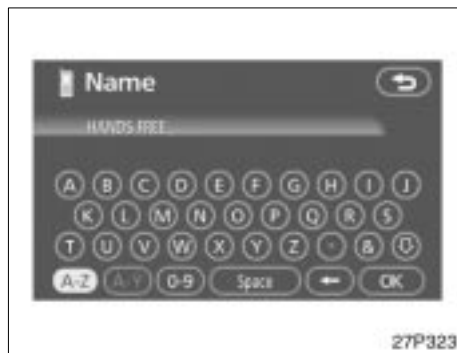 Name
HANDS FREE
A B C D E F G H I J
K L M N O P Q R S
T U V W X Y Z &
A-Z 0-9 Space OK
27P323